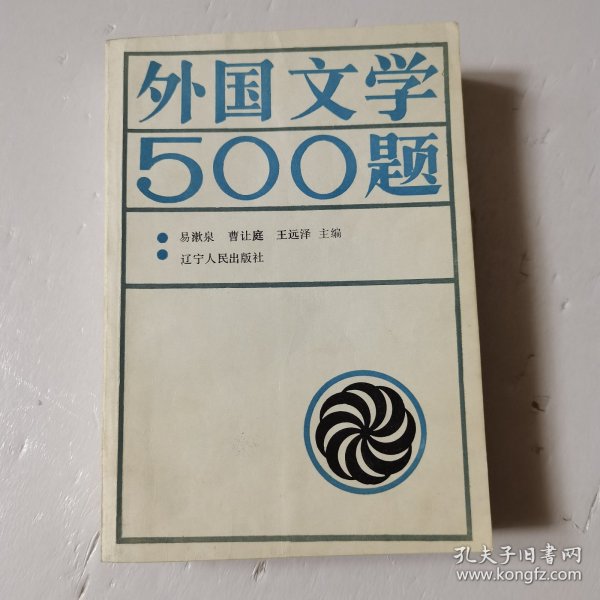 外国文学
500题
易漱泉 曹让庭 王远泽 主编
辽宁人民出版社
孔夫子旧书网
www.kongfz.com